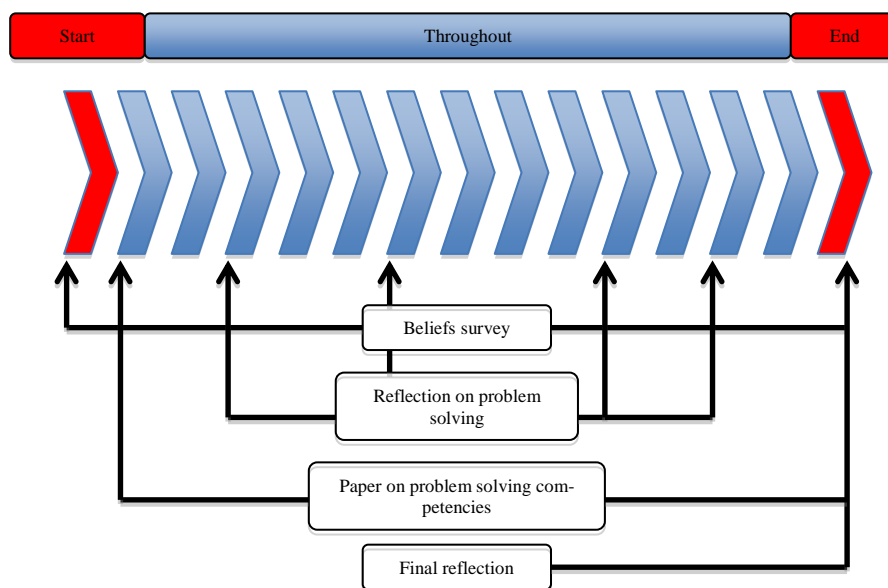 Start
Throughout
End
Beliefs survey
Reflection on problem
solving
Paper on problem solving com-
petencies
Final reflection